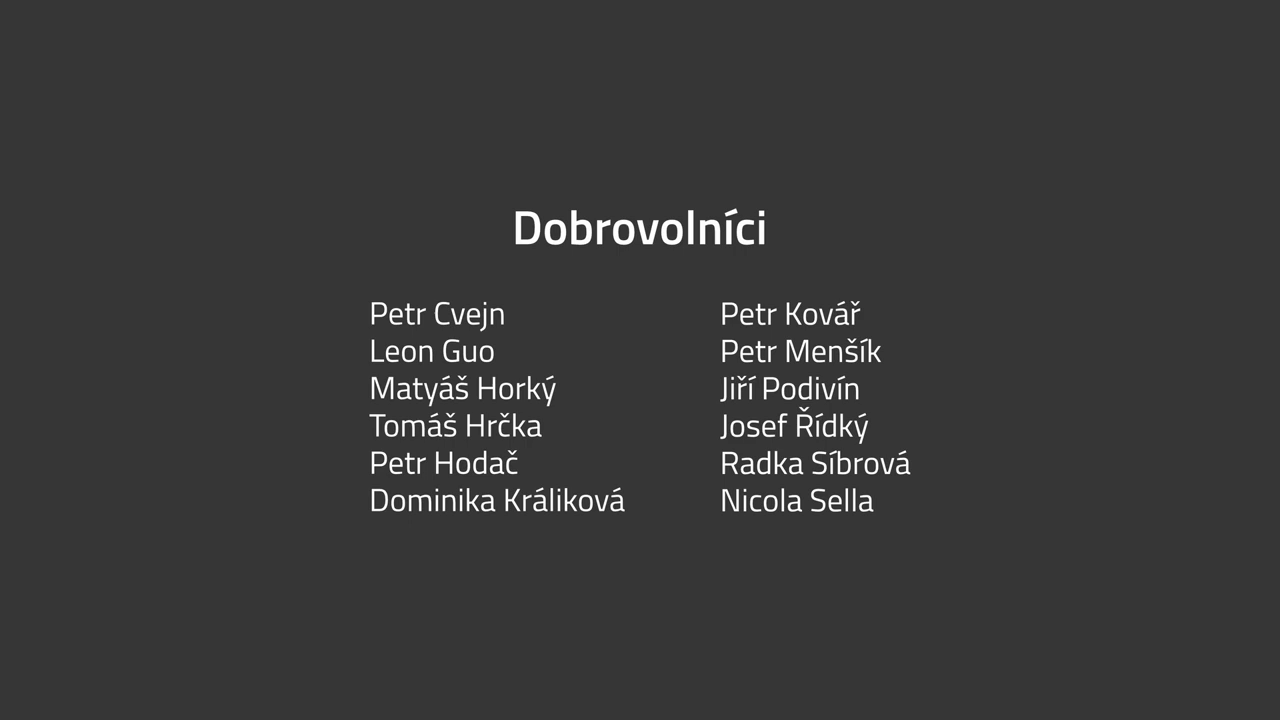 Dobrovolníci
Petr Cvejn
Leon Guo
Matyáš Horký
Tomáš Hrčka
Petr Hodač
Dominika Králiková
Petr Kovář
Petr Menšík
Jiří Podivín
Josef Řídký
Radka Síbrová
Nicola Sella